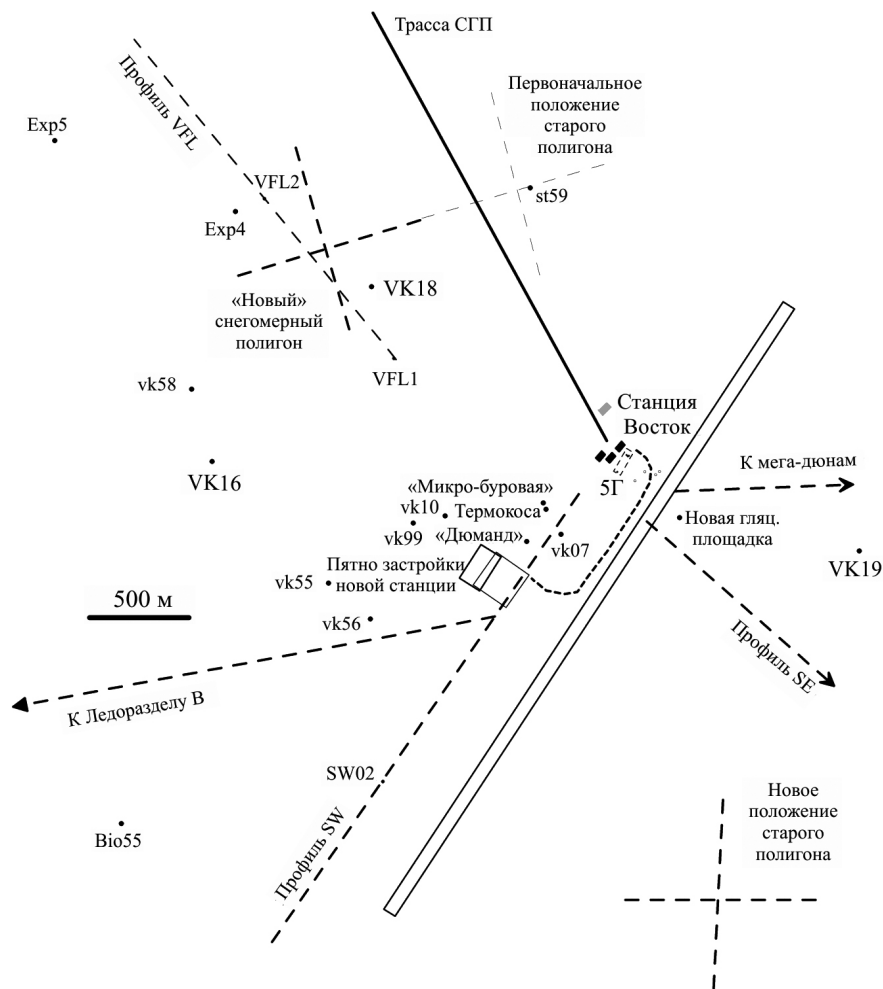 Трасса СГП
Профиль VFL
Первоначальное
положение
старого
полигона
Exp5
VFL2
st59
Exp4
«Новый»
снегомерный
полигон
VK18
VFL1
vk58
Станция
Восток
VK16
К мега-дюнам
«Микро-буровая»
5Г
vk10
Термокоса
vk99
«Дюманд»
vk07
Новая гляц.
площадка
VK19
Пятно застройки
новой станции
vk55
500 м
vk56
Профиль SE
К Ледоразделу B
SW02
Профиль SW
Bio55
Новое
положение
старого
полигона